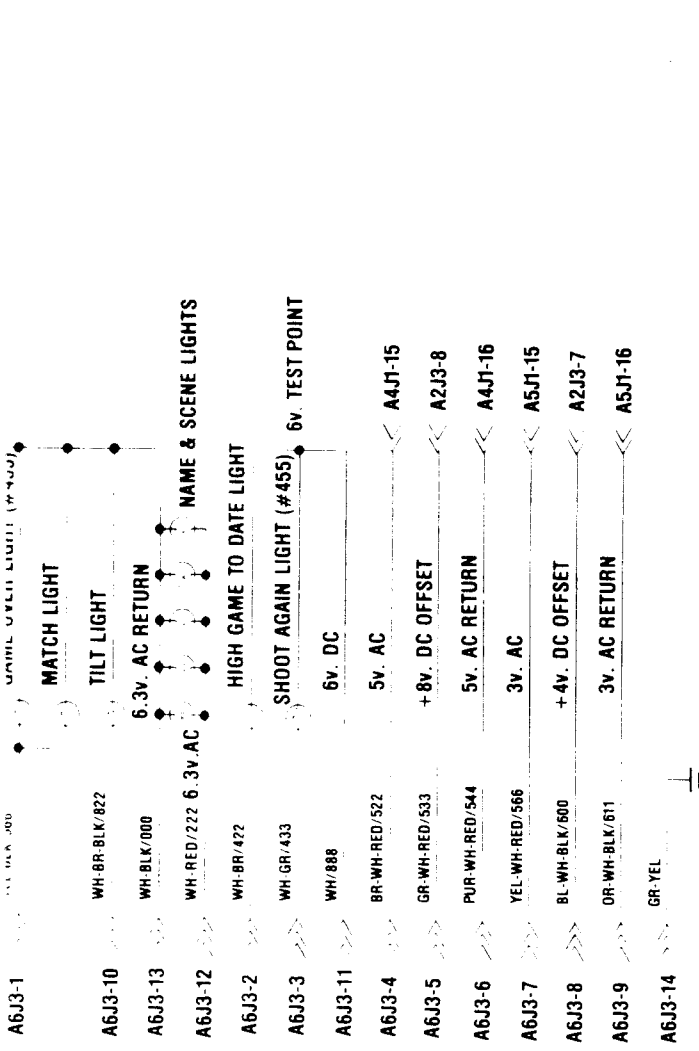 A6J3-1 GAME OVER LIGHT (#455)
MATCH LIGHT
A6J3-10 WH-BR-BLK/822 TILT LIGHT
A6J3-13 WH-BLK/000 6.3v. AC RETURN
A6J3-12 WH-RED/222 6.3v.AC NAME & SCENE LIGHTS
A6J3-2 WH-BR/422 HIGH GAME TO DATE LIGHT
A6J3-3 WH-GR/433 SHOOT AGAIN LIGHT (#455) 6v. TEST POINT
A6J3-11 WH/888 6v. DC
A6J3-4 BR-WH-RED/522 5v. AC A4J1-15
A6J3-5 GR-WH-RED/533 +8v. DC OFFSET A2J3-8
A6J3-6 PUR-WH-RED/544 5v. AC RETURN A4J1-16
A6J3-7 YEL-WH-RED/566 3v. AC A5J1-15
A6J3-8 BL-WH-BLK/600 +4v. DC OFFSET A2J3-7
A6J3-9 OR-WH-BLK/611 3v. AC RETURN A5J1-16
A6J3-14 GR-YEL